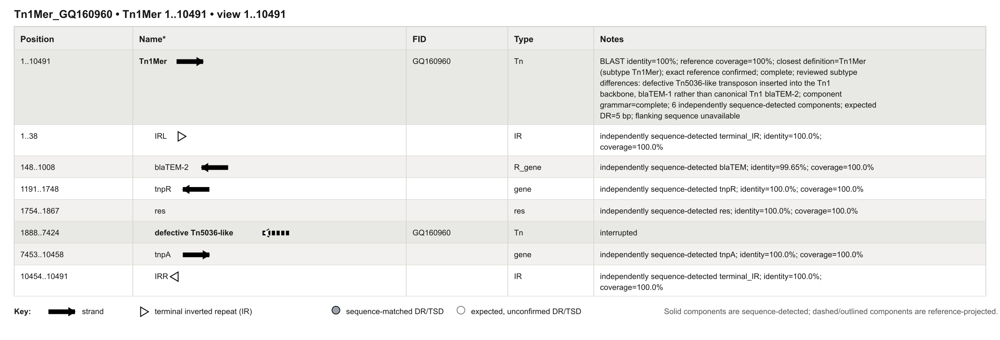 Tn1Mer_GQ160960 • Tn1Mer 1..10491 • view 1..10491
Position Name* FID Type Notes
1..10491 Tn1Mer GQ160960 Tn BLAST identity=100%; reference coverage=100%; closest definition=Tn1Mer
(subtype Tn1Mer); exact reference confirmed; complete; reviewed subtype
differences: defective Tn5036-like transposon inserted into the Tn1
backbone, blaTEM-1 rather than canonical Tn1 blaTEM-2; component
grammar=complete; 6 independently sequence-detected components; expected
DR=5 bp; flanking sequence unavailable
1..38 IRL IR independently sequence-detected terminal_IR; identity=100.0%;
coverage=100.0%
148..1008 blaTEM-2 R_gene independently sequence-detected blaTEM; identity=99.65%; coverage=100.0%
1191..1748 tnpR gene independently sequence-detected tnpR; identity=100.0%; coverage=100.0%
1754..1867 res res independently sequence-detected res; identity=100.0%; coverage=100.0%
1888..7424 defective Tn5036-like GQ160960 Tn interrupted
7453..10458 tnpA gene independently sequence-detected tnpA; identity=100.0%; coverage=100.0%
10454..10491 IRR IR independently sequence-detected terminal_IR; identity=100.0%;
coverage=100.0%
Key: strand terminal inverted repeat (IR) sequence-matched DR/TSD expected, unconfirmed DR/TSD Solid components are sequence-detected; dashed/outlined components are reference-projected.